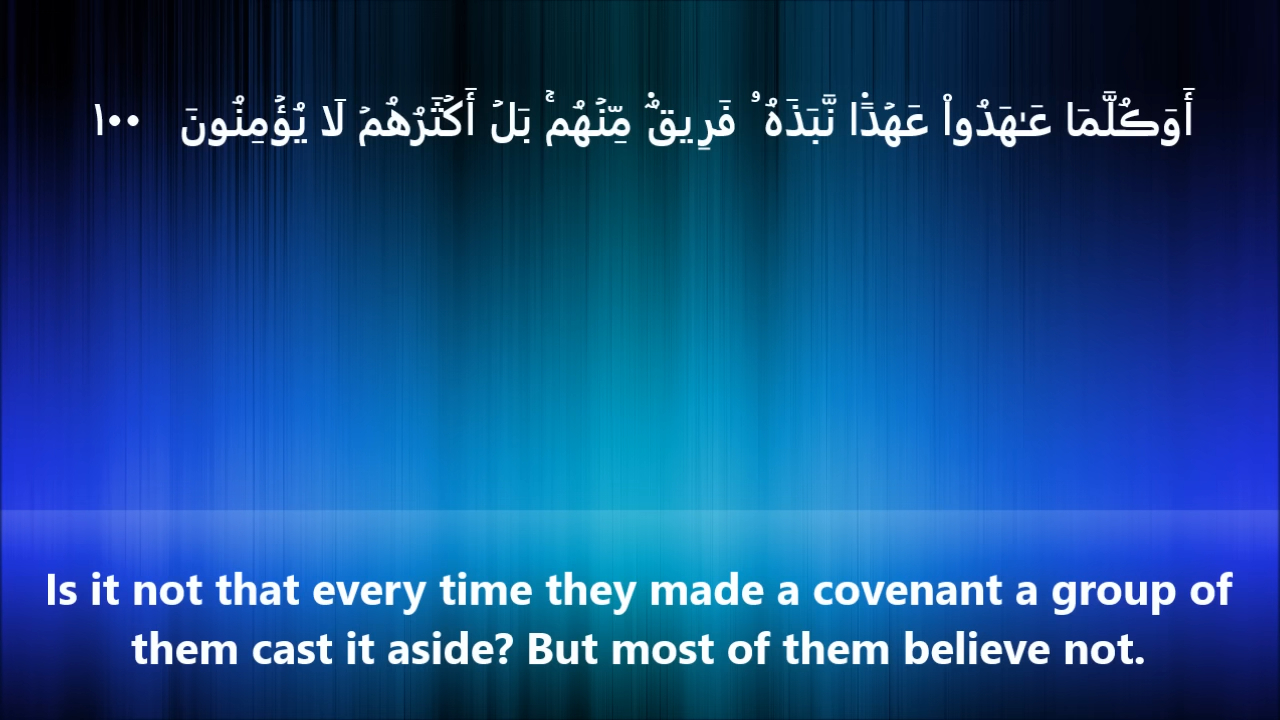 أَوَكُلَّمَا عَـٰهَدُوا۟ عَهْدًۭا نَّبَذَهُۥ فَرِيقٌۭ مِّنْهُم ۚ بَلْ أَكْثَرُهُمْ لَا يُؤْمِنُونَ ١٠٠
Is it not that every time they made a covenant a group of
them cast it aside? But most of them believe not.